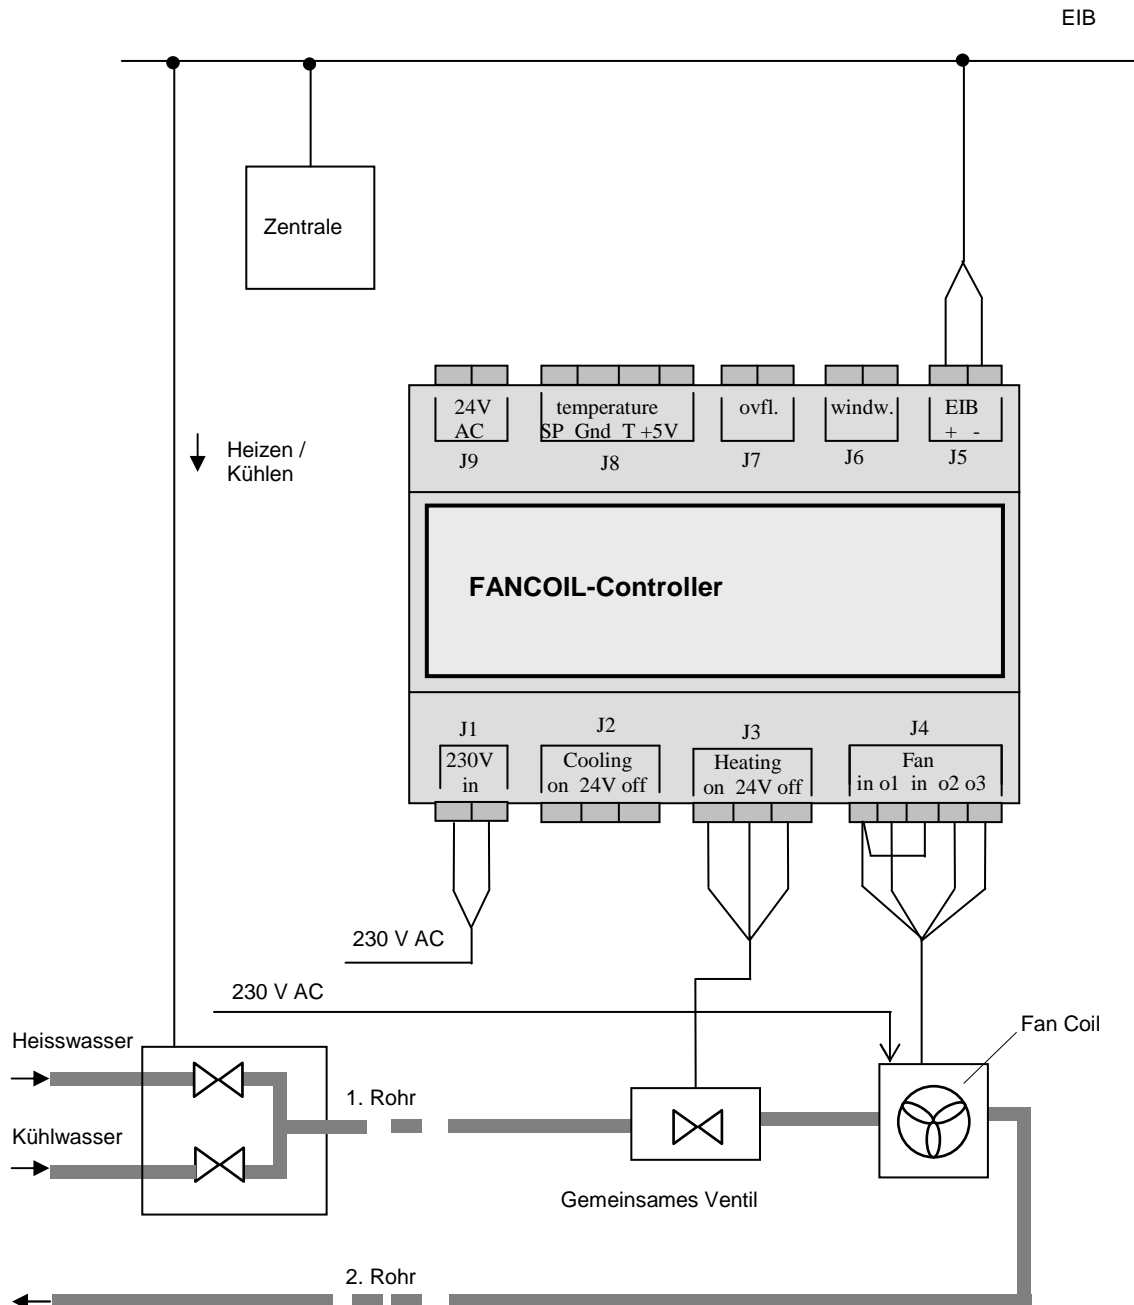 EIB
Zentrale
24V
AC
J9
temperature
SP Gnd T +5V
J8
ovfl.
J7
windw.
J6
EIB
+ -
J5
Heizen /
Kühlen
FANCOIL-Controller
J1
230V
in
J2
Cooling
on 24V off
J3
Heating
on 24V off
J4
Fan
in o1 in o2 o3
230 V AC
230 V AC
Fan Coil
Heisswasser
1. Rohr
Kühlwasser
Gemeinsames Ventil
2. Rohr